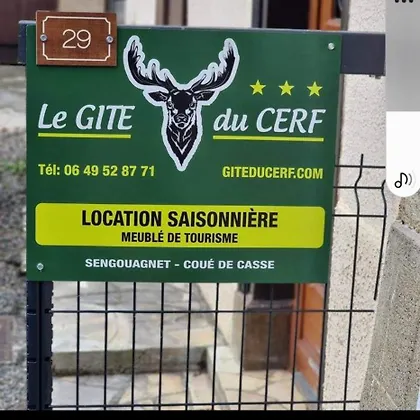 29
Le GITE du CERF
Tél: 06 49 52 87 71 GITEDUCERF.COM
LOCATION SAISONNIÈRE
MEUBLÉ DE TOURISME
SENGOUAGNET - COUÉ DE CASSE